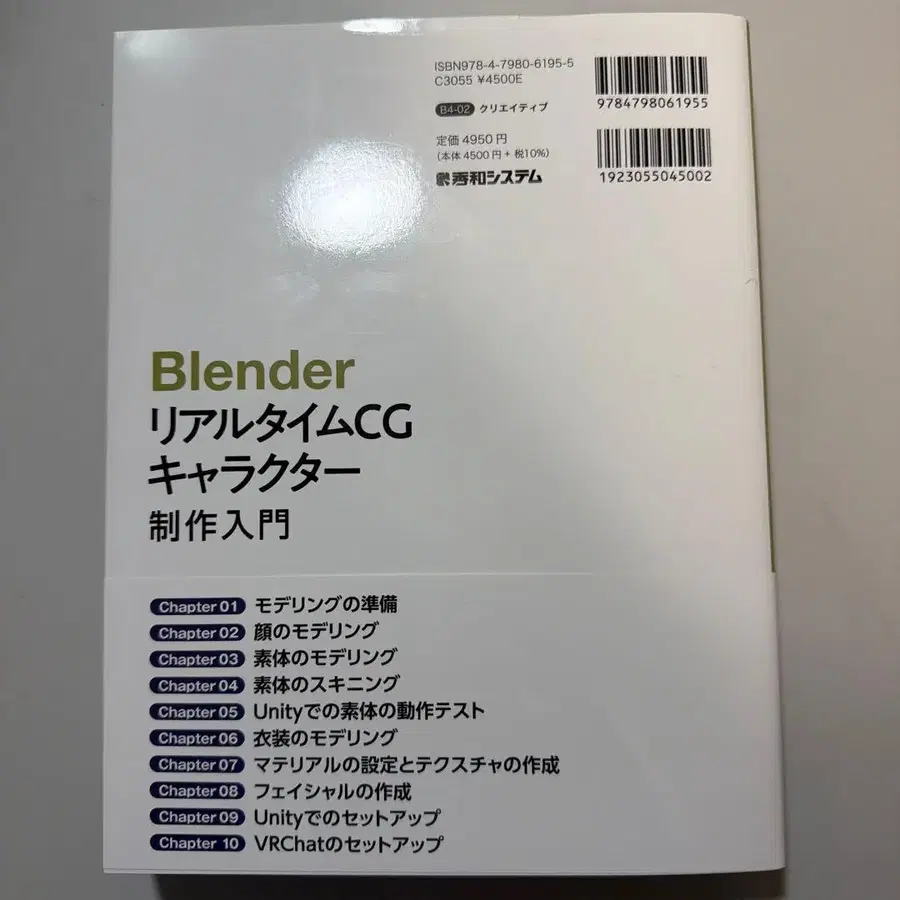 ISBN978-4-7980-6195-5
C3055 ¥4500E
9784798061955
B4-02 クリエイティブ
定価 4950 円
(本体 4500 円 + 税10%)
秀和システム
1923055045002
Blender
リアルタイムCG
キャラクター
制作入門
Chapter 01 モデリングの準備
Chapter 02 顔のモデリング
Chapter 03 素体のモデリング
Chapter 04 素体のスキニング
Chapter 05 Unityでの素体の動作テスト
Chapter 06 衣装のモデリング
Chapter 07 マテリアルの設定とテクスチャの作成
Chapter 08 フェイシャルの作成
Chapter 09 Unityでのセットアップ
Chapter 10 VRChatのセットアップ